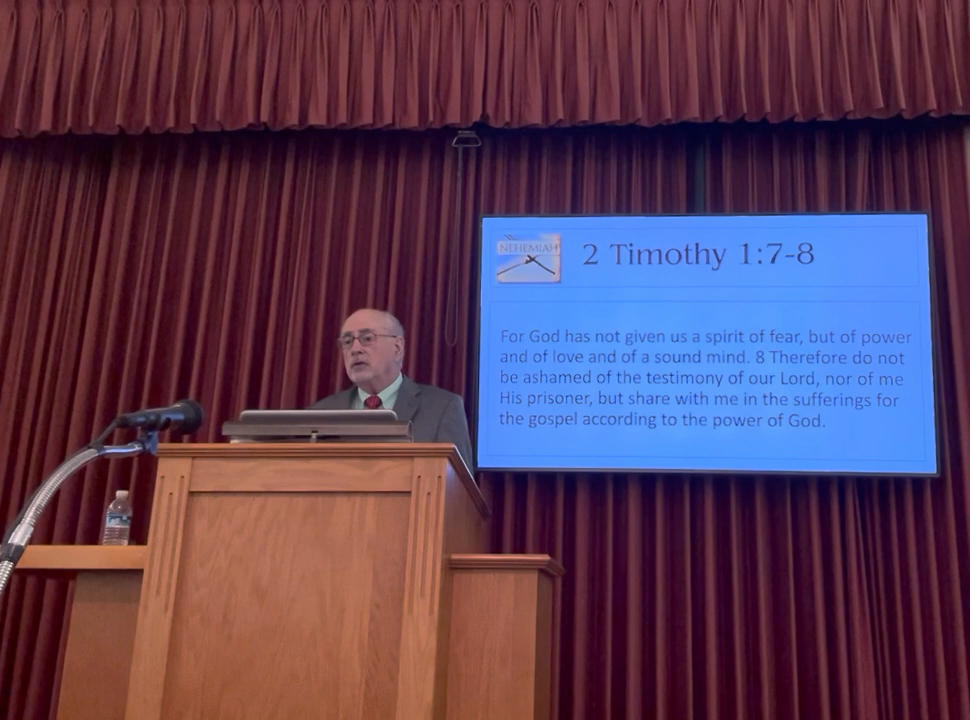 NEHEMIAH
2 Timothy 1:7-8
For God has not given us a spirit of fear, but of power
and of love and of a sound mind. 8 Therefore do not
be ashamed of the testimony of our Lord, nor of me
His prisoner, but share with me in the sufferings for
the gospel according to the power of God.